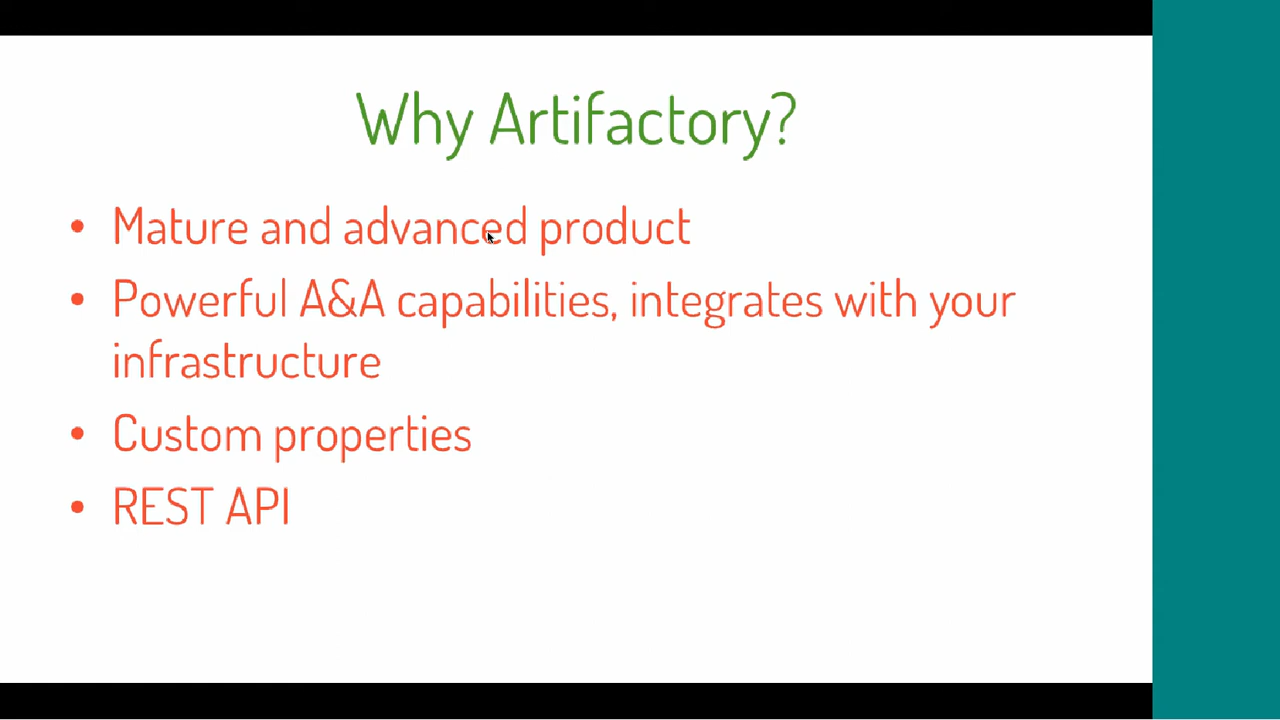 Why Artifactory?
• Mature and advanced product
• Powerful A&A capabilities, integrates with your
infrastructure
• Custom properties
• REST API